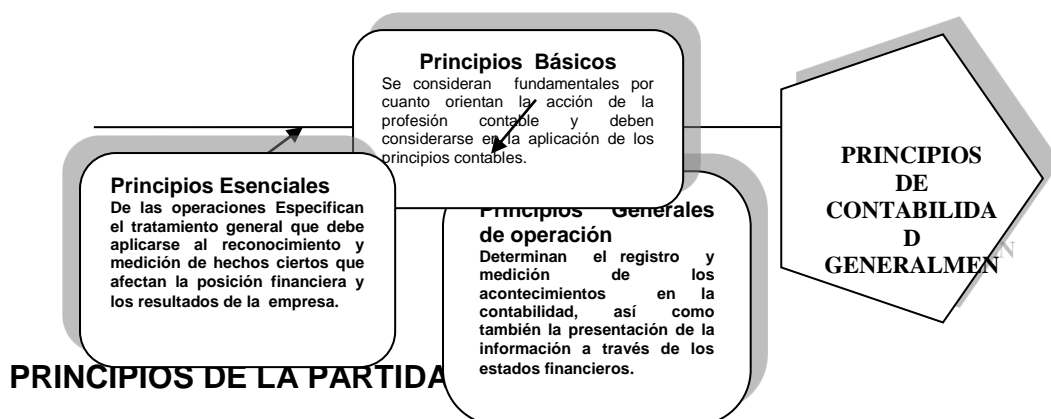 Principios Básicos
Se consideran fundamentales por
cuanto orientan la acción de la
profesión contable y deben
considerarse en la aplicación de los
principios contables.
Principios Esenciales
De las operaciones Especifican
el tratamiento general que debe
aplicarse al reconocimiento y
medición de hechos ciertos que
afectan la posición financiera y
los resultados de la empresa.
Principios Generales
de operación
Determinan el registro y
medición de los
acontecimientos en la
contabilidad, así como
también la presentación de la
información a través de los
estados financieros.
PRINCIPIOS
DE
CONTABILIDA
D
GENERALMEN
PRINCIPIOS DE LA PARTIDA